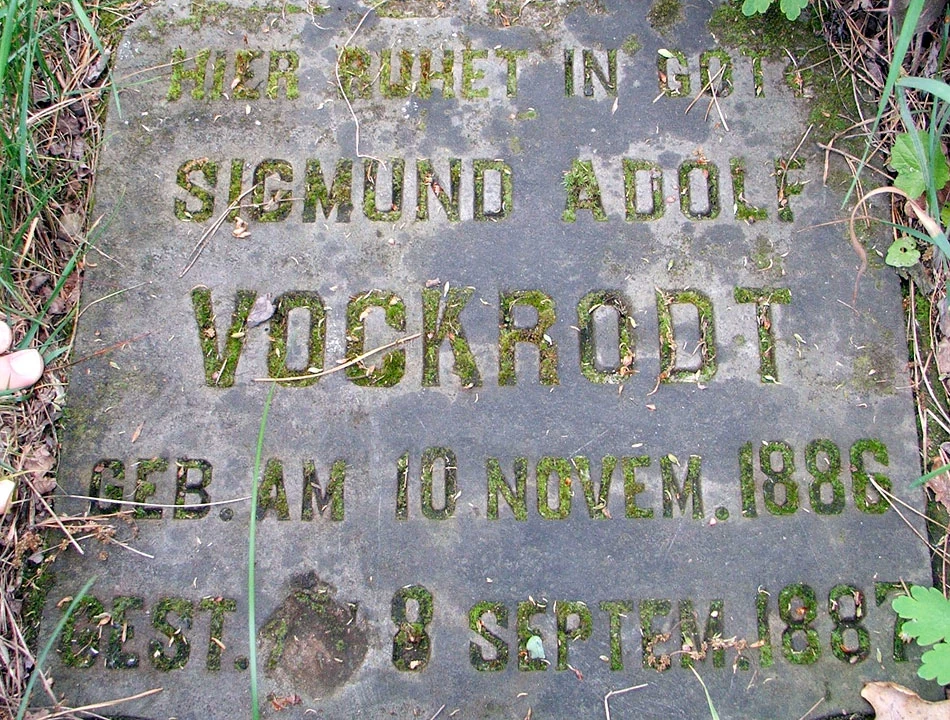 HIER RUHET IN GOTT
SIGMUND ADOLF
VOCKRODT
GEB. AM 10 NOVEM. 1886
GEST. 8 SEPTEM. 1887